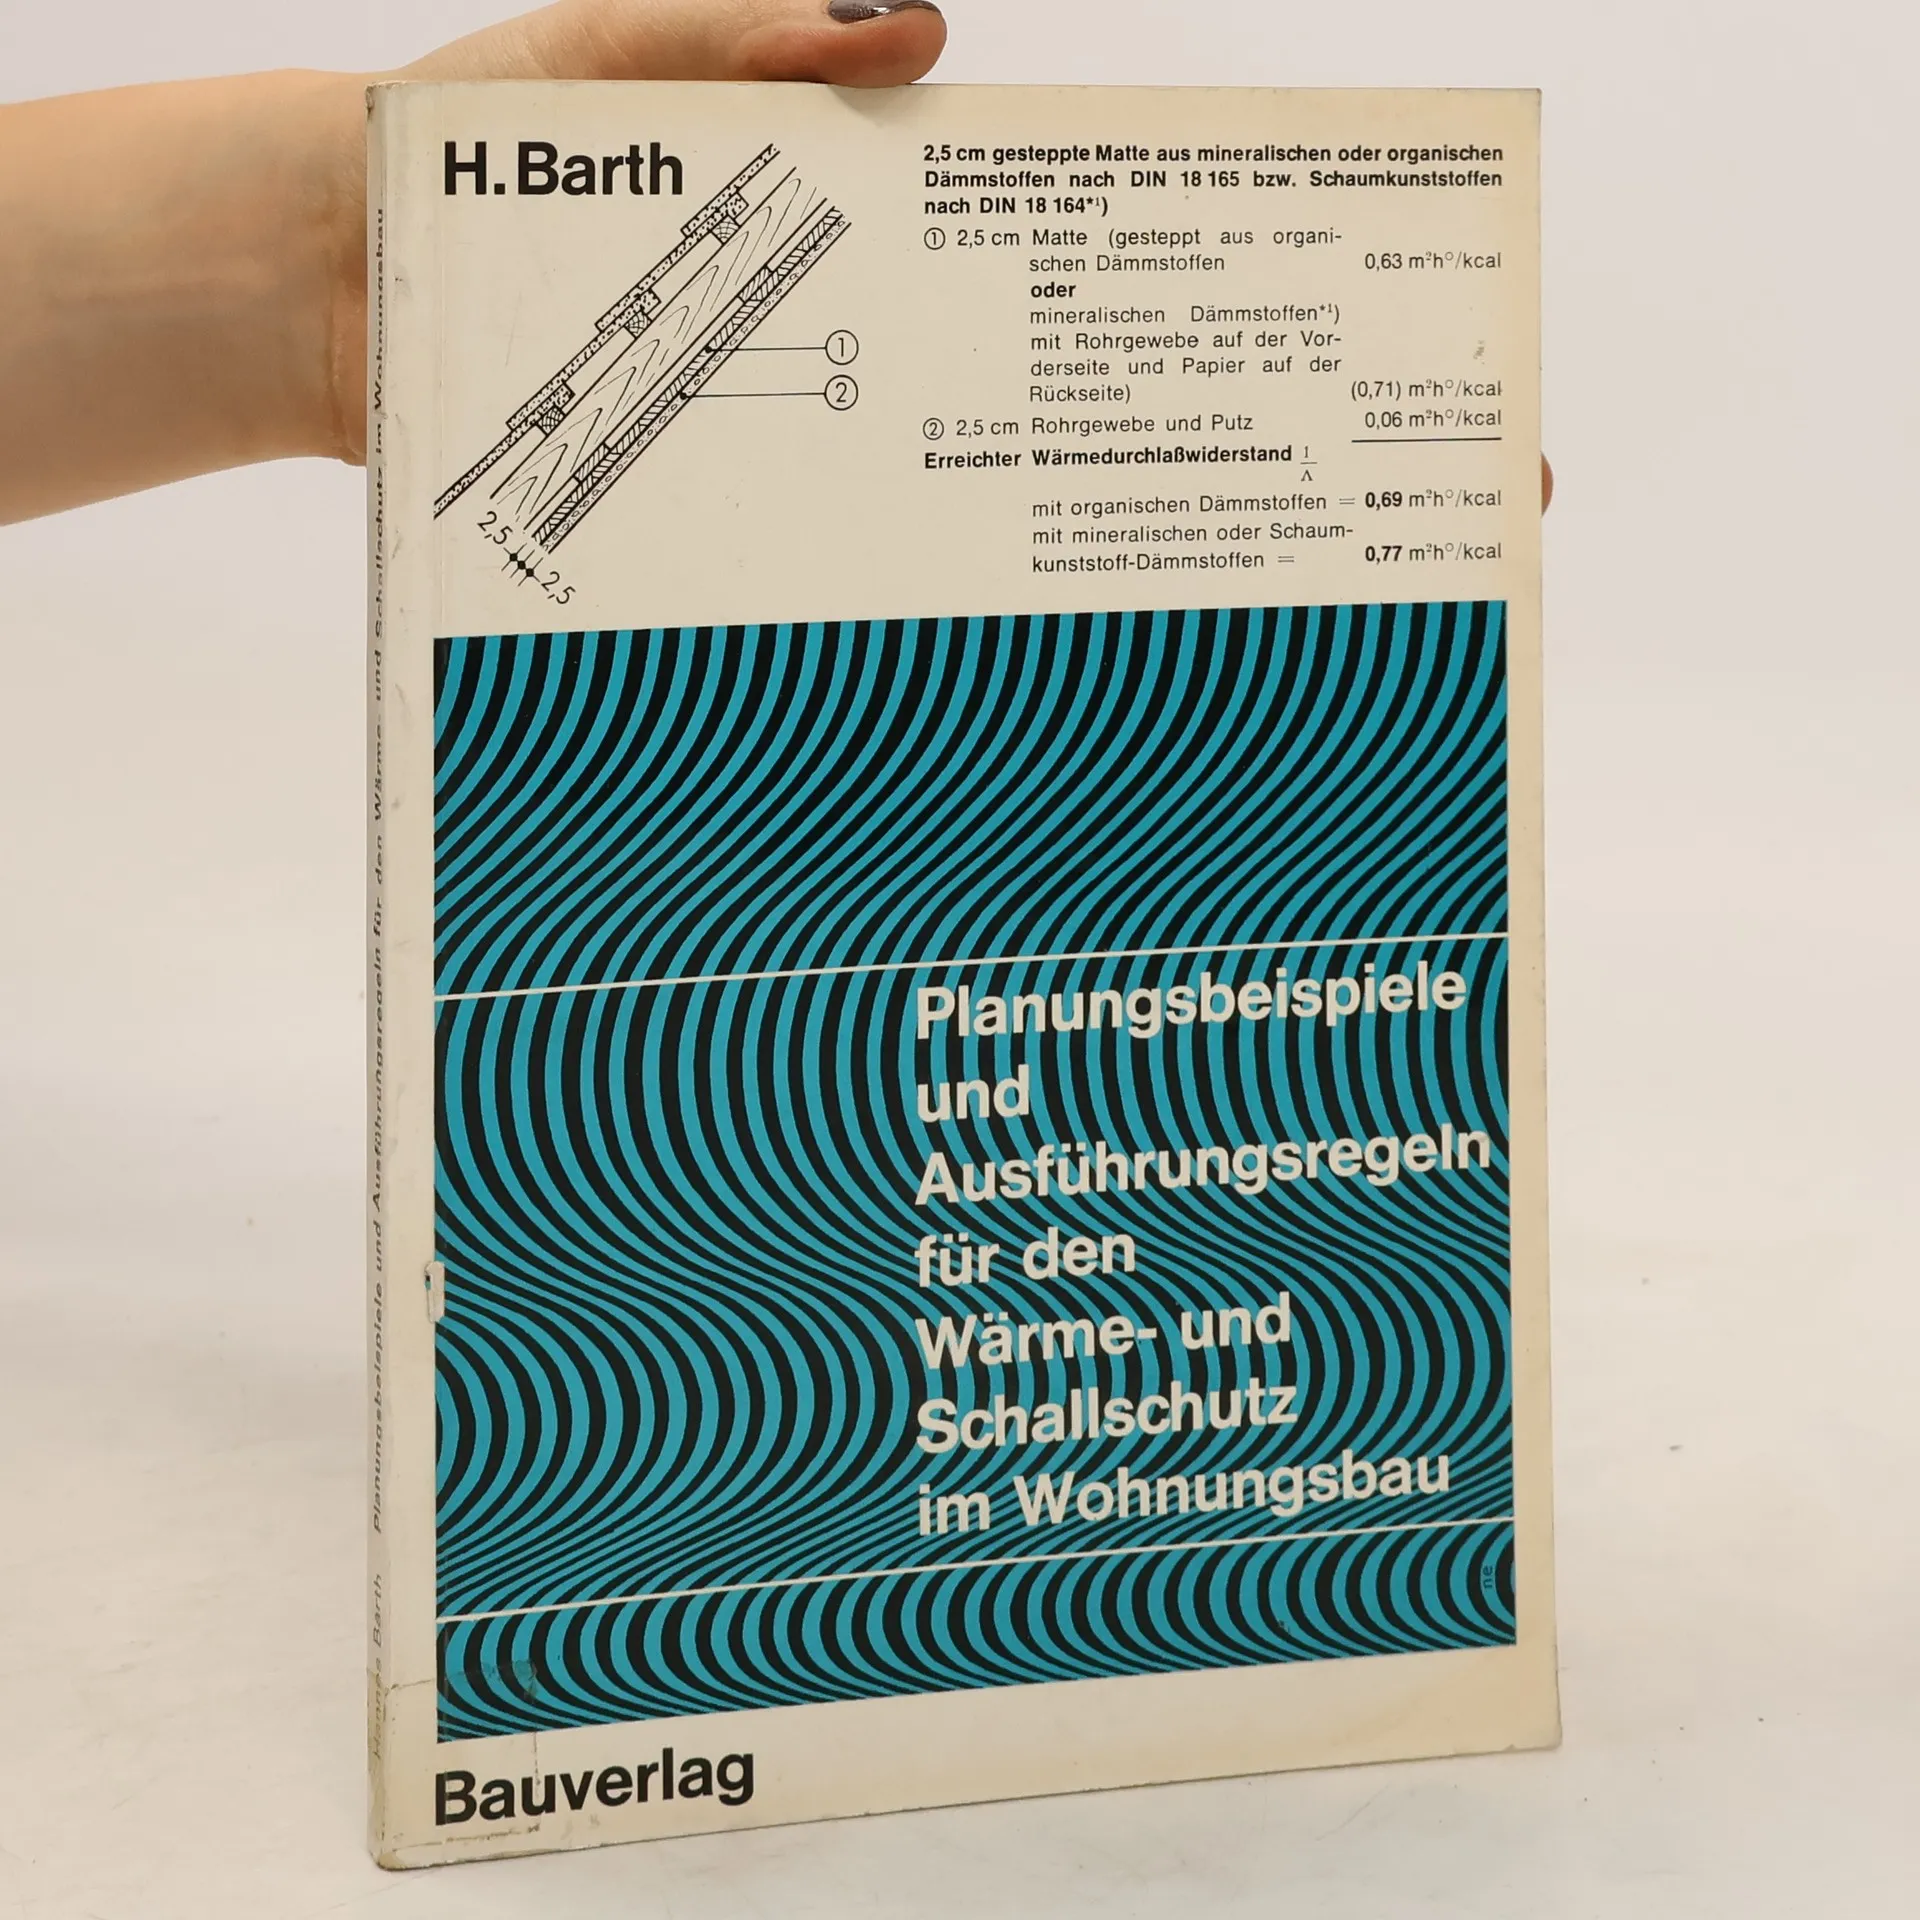 H. Barth
2,5 cm gesteppte Matte aus mineralischen oder organischen
Dämmstoffen nach DIN 18 165 bzw. Schaumkunststoffen
nach DIN 18 164*¹)
① 2,5 cm Matte (gesteppt aus organi-
schen Dämmstoffen 0,63 m²h°/kcal
oder
mineralischen Dämmstoffen*¹)
mit Rohrgewebe auf der Vor-
derseite und Papier auf der
Rückseite) (0,71) m²h°/kcal
② 2,5 cm Rohrgewebe und Putz 0,06 m²h°/kcal
Erreichter Wärmedurchlaßwiderstand 1/Λ
mit organischen Dämmstoffen = 0,69 m²h°/kcal
mit mineralischen oder Schaum-
kunststoff-Dämmstoffen = 0,77 m²h°/kcal
①
②
2,5
2,5
Planungsbeispiele
und
Ausführungsregeln
für den
Wärme- und
Schallschutz
im Wohnungsbau
ne
Bauverlag
Hannes Barth Planungsbeispiele und Ausführungsregeln für den Wärme- und Schallschutz im Wohnungsbau